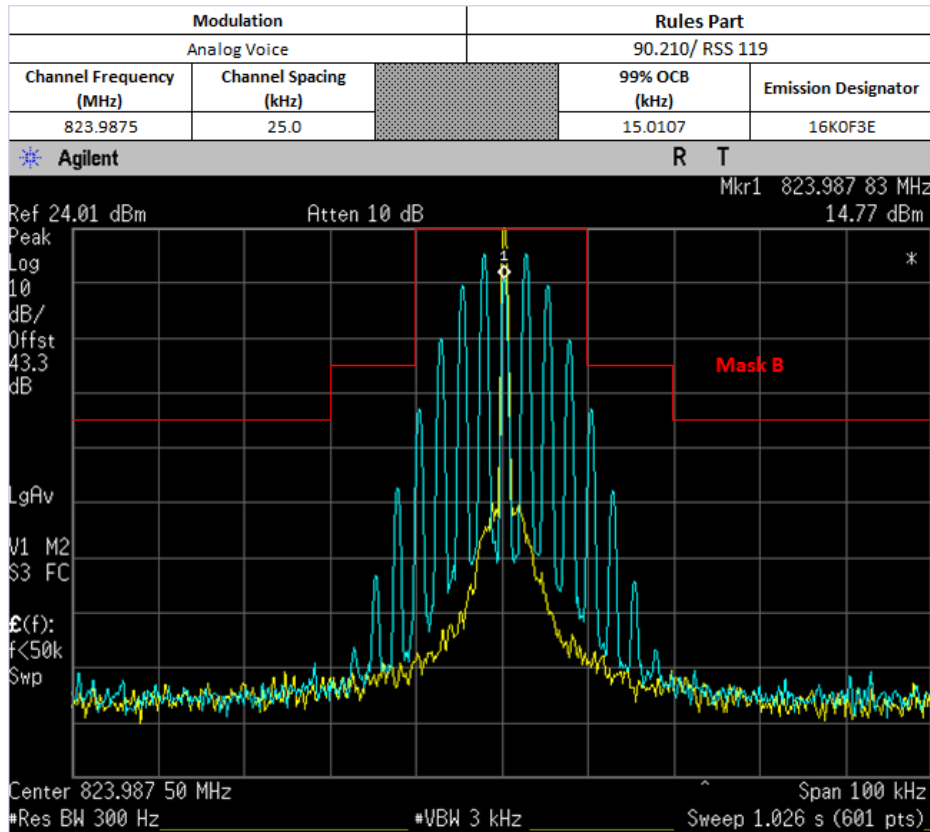 Modulation Rules Part
Analog Voice 90.210/ RSS 119
Channel Frequency (MHz) Channel Spacing (kHz) 99% OCB (kHz) Emission Designator
823.9875 25.0 15.0107 16K0F3E
Agilent R T
Mkr1 823.987 83 MHz
Ref 24.01 dBm Atten 10 dB 14.77 dBm
Peak
Log
1
*
10
dB/
Offst
43.3
Mask B
dB
LgAv
V1 M2
S3 FC
£(f):
f<50k
Swp
Center 823.987 50 MHz ^ Span 100 kHz
#Res BW 300 Hz #VBW 3 kHz Sweep 1.026 s (601 pts)